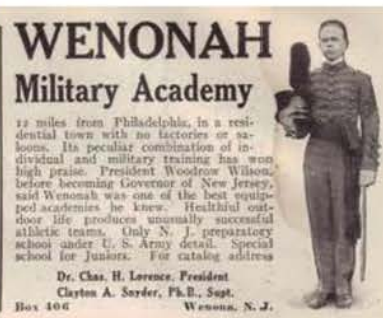 WENONAH
Military Academy
12 miles from Philadelphia, in a resi-
dential town with no factories or sa-
loons. Its peculiar combination of in-
dividual and military training has won
high praise. President Woodrow Wilson,
before becoming Governor of New Jersey,
said Wenonah was one of the best equip-
ped academies he knew. Healthful out-
door life produces unusually successful
athletic teams. Only N. J. preparatory
school under U. S. Army detail. Special
school for Juniors. For catalog address
Dr. Chas. H. Lorence, President
Clayton A. Snyder, Ph.B., Supt.
Box 406 Wenona, N. J.